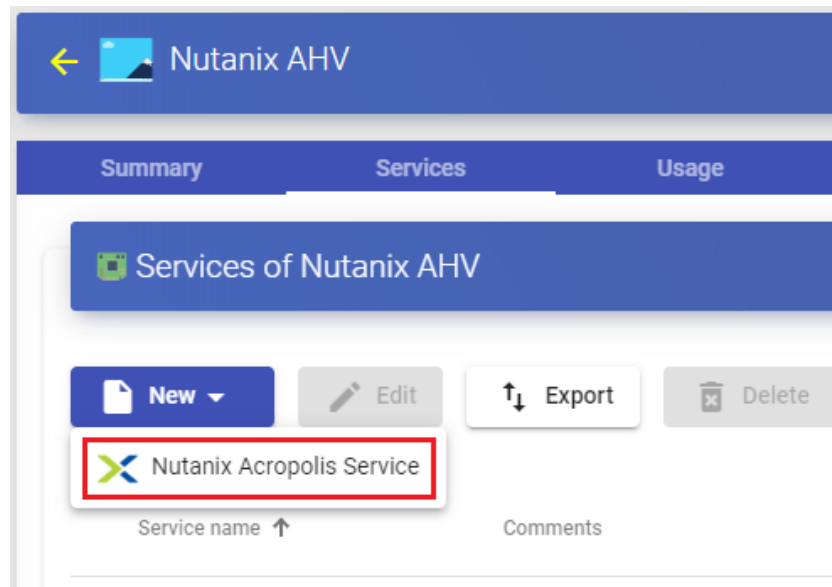 Nutanix AHV
Summary Services Usage
Services of Nutanix AHV
New Edit Export Delete
Nutanix Acropolis Service
Service name Comments